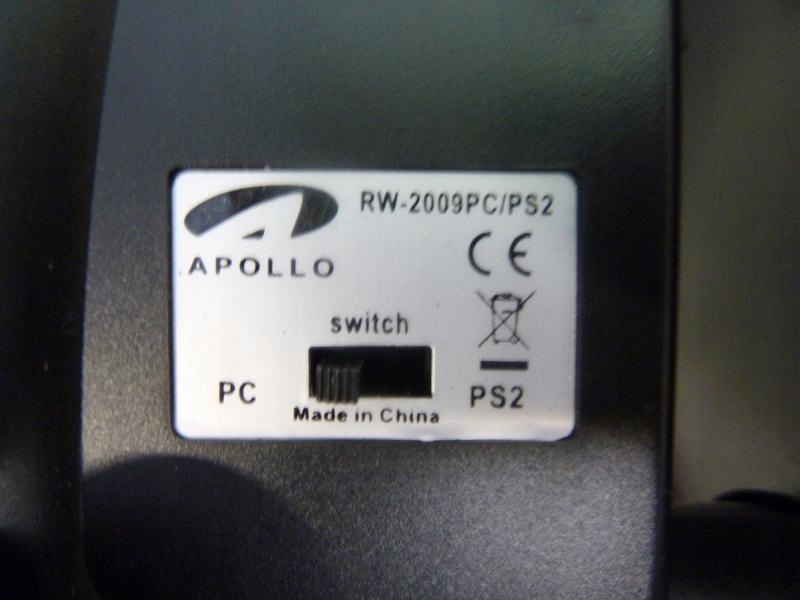 RW-2009PC/PS2
APOLLO
CE
switch
PC
PS2
Made in China